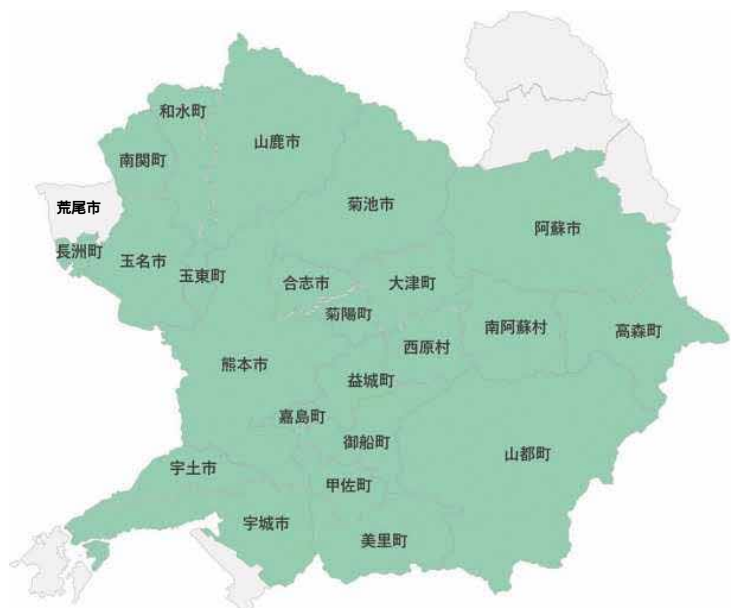 和水町
山鹿市
南関町
荒尾市
菊池市
阿蘇市
長洲町
玉名市
玉東町
合志市
大津町
菊陽町
南阿蘇村
高森町
西原村
熊本市
益城町
嘉島町
御船町
山都町
宇土市
甲佐町
宇城市
美里町